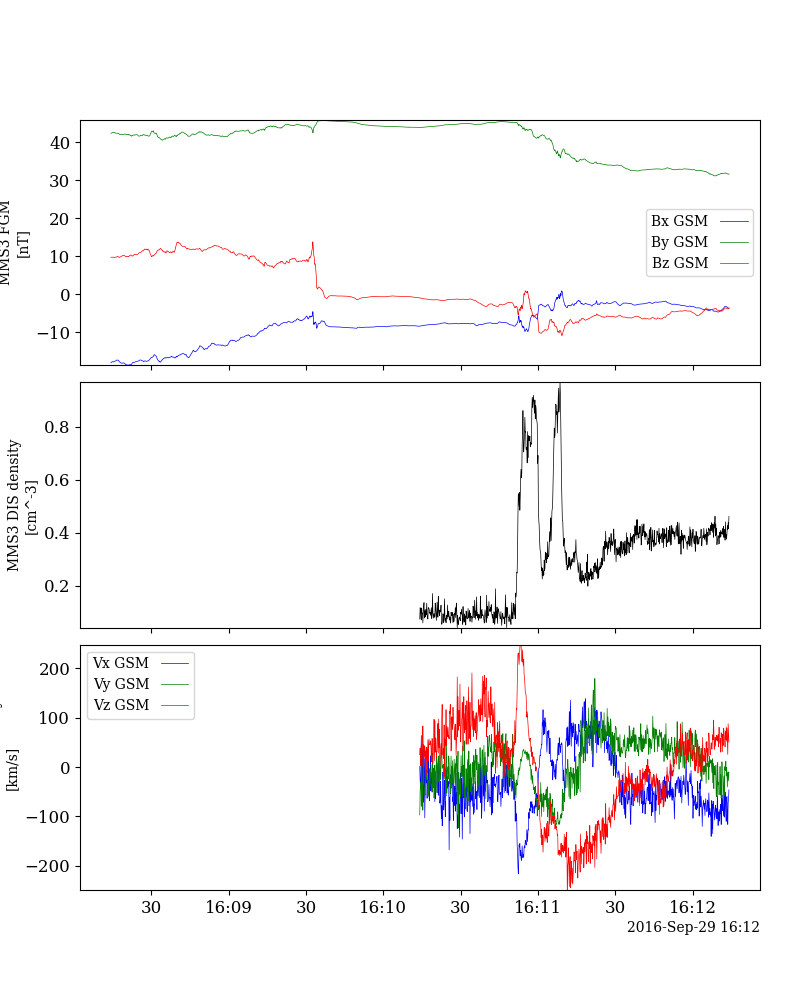 MMS3 FGM
[nT]
40
30
20
10
0
−10
Bx GSM
By GSM
Bz GSM
MMS3 DIS density
[cm^-3]
0.8
0.6
0.4
0.2
[km/s]
200
100
0
−100
−200
Vx GSM
Vy GSM
Vz GSM
30
16:09
30
16:10
30
16:11
30
16:12
2016-Sep-29 16:12